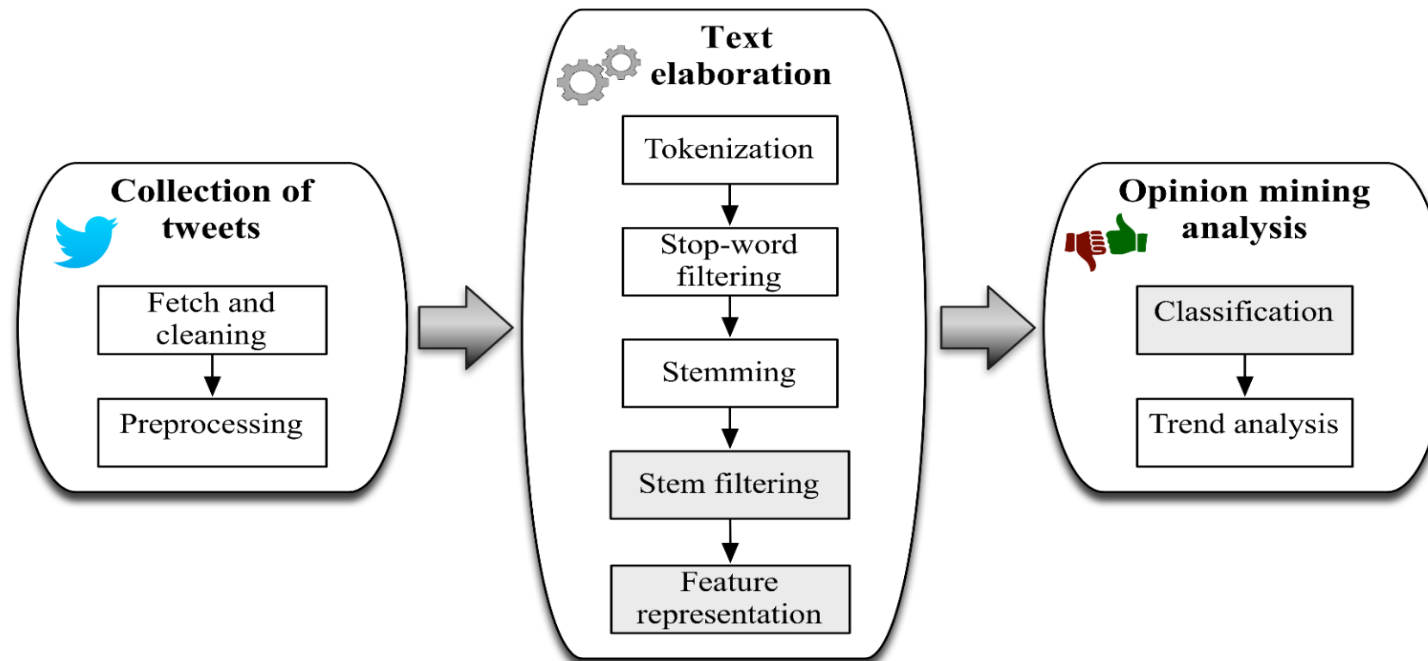 Collection of
tweets
Fetch and
cleaning
Preprocessing
Text
elaboration
Tokenization
Stop-word
filtering
Stemming
Stem filtering
Feature
representation
Opinion mining
analysis
Classification
Trend analysis